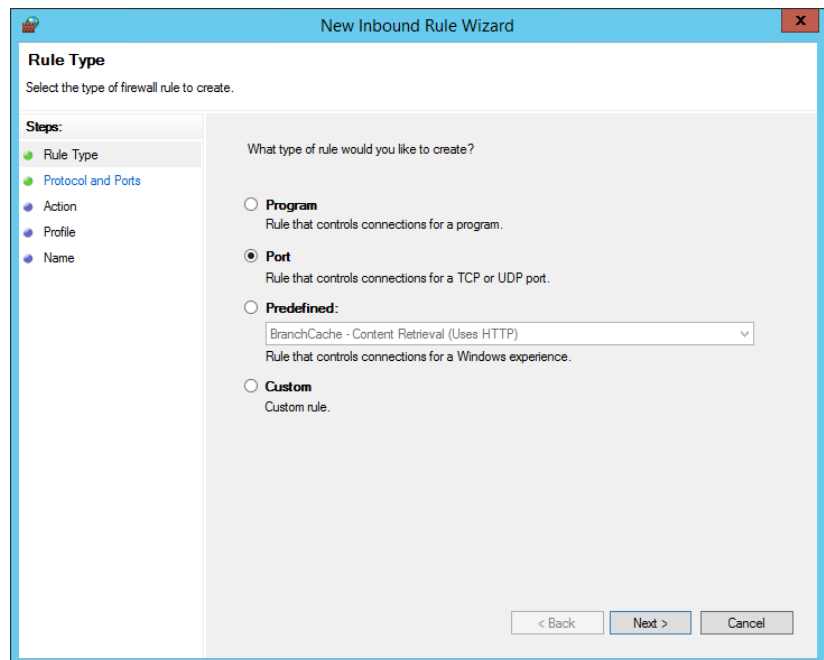 New Inbound Rule Wizard
x
Rule Type
Select the type of firewall rule to create.
Steps:
Rule Type
Protocol and Ports
Action
Profile
Name
What type of rule would you like to create?
Program
Rule that controls connections for a program.
Port
Rule that controls connections for a TCP or UDP port.
Predefined:
BranchCache - Content Retrieval (Uses HTTP)
Rule that controls connections for a Windows experience.
Custom
Custom rule.
< Back Next > Cancel